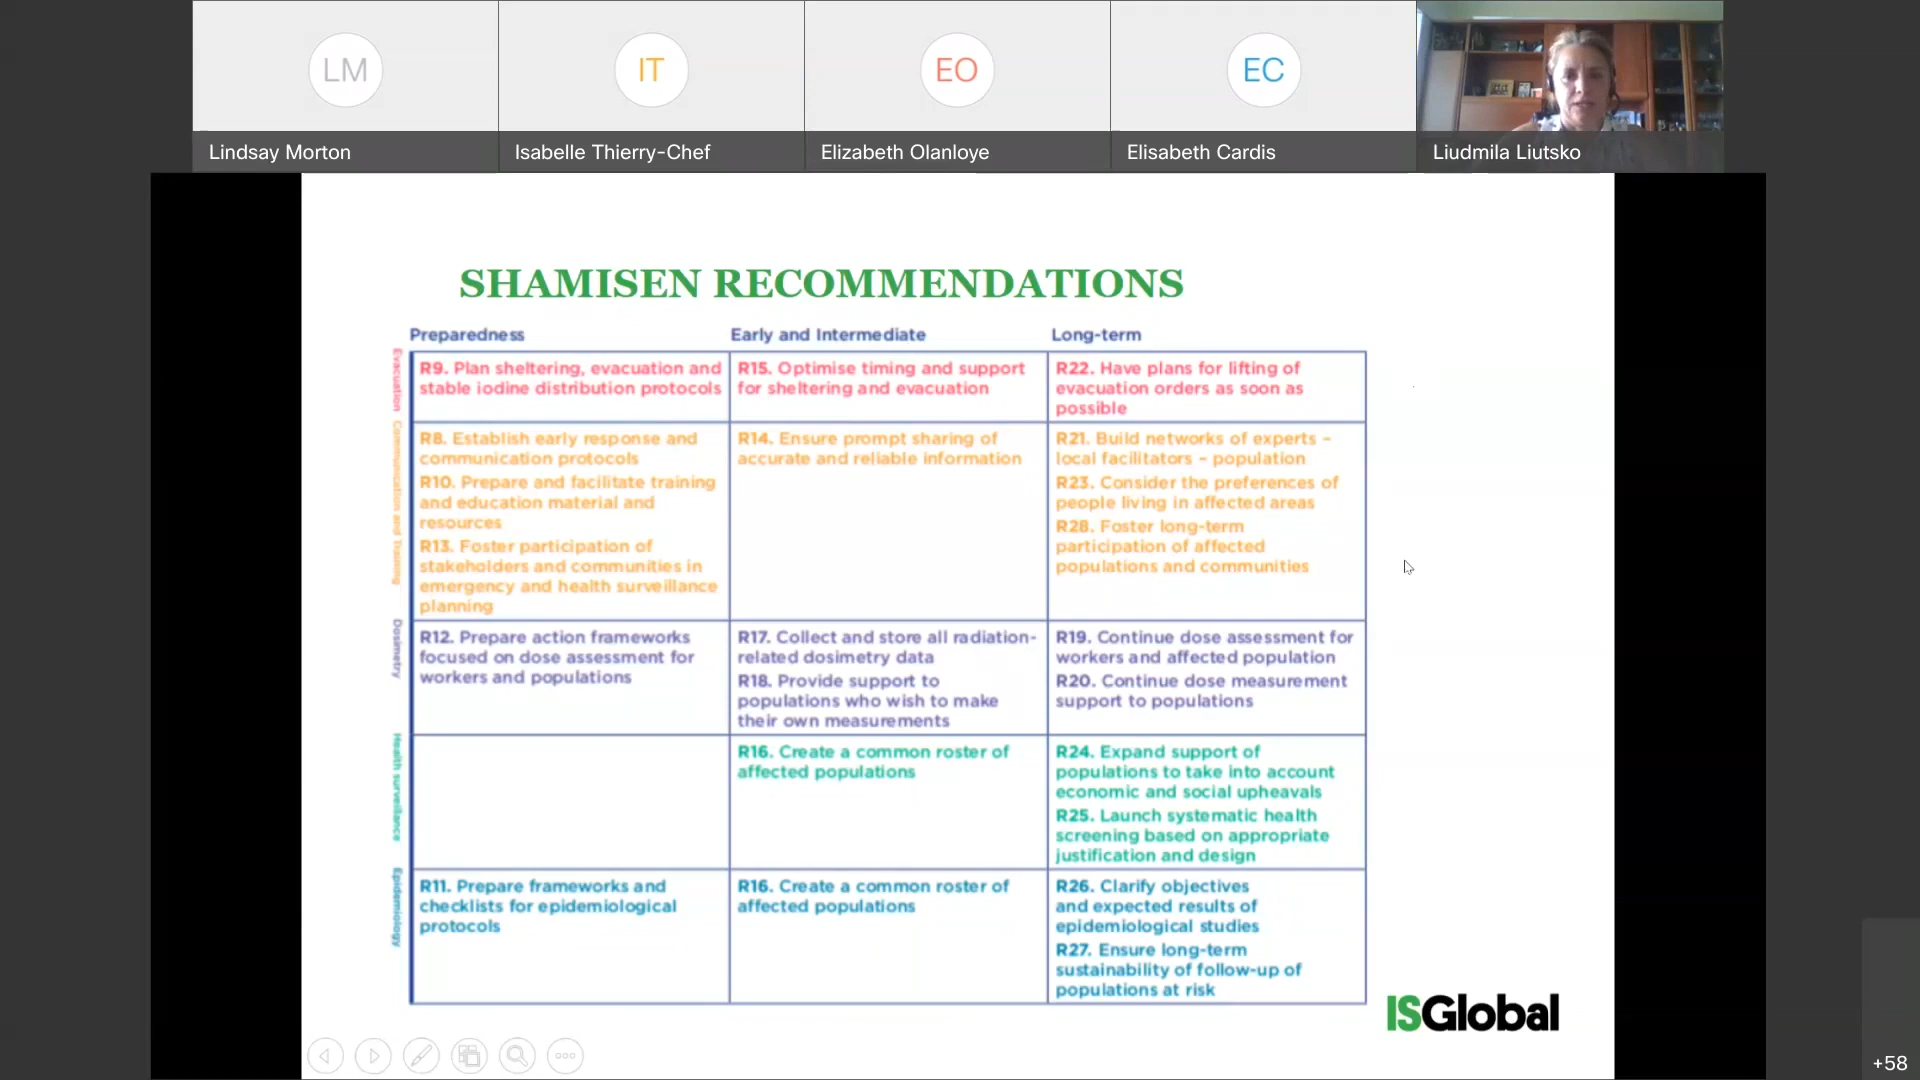 LM
IT
EO
EC
Lindsay Morton
Isabelle Thierry-Chef
Elizabeth Olanloye
Elisabeth Cardis
Liudmila Liutsko
SHAMISEN RECOMMENDATIONS
Preparedness
Early and Intermediate
Long-term
Evacuation
R9. Plan sheltering, evacuation and
stable iodine distribution protocols
R15. Optimise timing and support
for sheltering and evacuation
R22. Have plans for lifting of
evacuation orders as soon as
possible
Communication and Training
R8. Establish early response and
communication protocols
R10. Prepare and facilitate training
and education material and
resources
R13. Foster participation of
stakeholders and communities in
emergency and health surveillance
planning
R14. Ensure prompt sharing of
accurate and reliable information
R21. Build networks of experts –
local facilitators – population
R23. Consider the preferences of
people living in affected areas
R28. Foster long-term
participation of affected
populations and communities
Dosimetry
R12. Prepare action frameworks
focused on dose assessment for
workers and populations
R17. Collect and store all radiation-
related dosimetry data
R18. Provide support to
populations who wish to make
their own measurements
R19. Continue dose assessment for
workers and affected population
R20. Continue dose measurement
support to populations
Health surveillance
R16. Create a common roster of
affected populations
R24. Expand support of
populations to take into account
economic and social upheavals
R25. Launch systematic health
screening based on appropriate
justification and design
Epidemiology
R11. Prepare frameworks and
checklists for epidemiological
protocols
R16. Create a common roster of
affected populations
R26. Clarify objectives
and expected results of
epidemiological studies
R27. Ensure long-term
sustainability of follow-up of
populations at risk
ISGlobal
+58